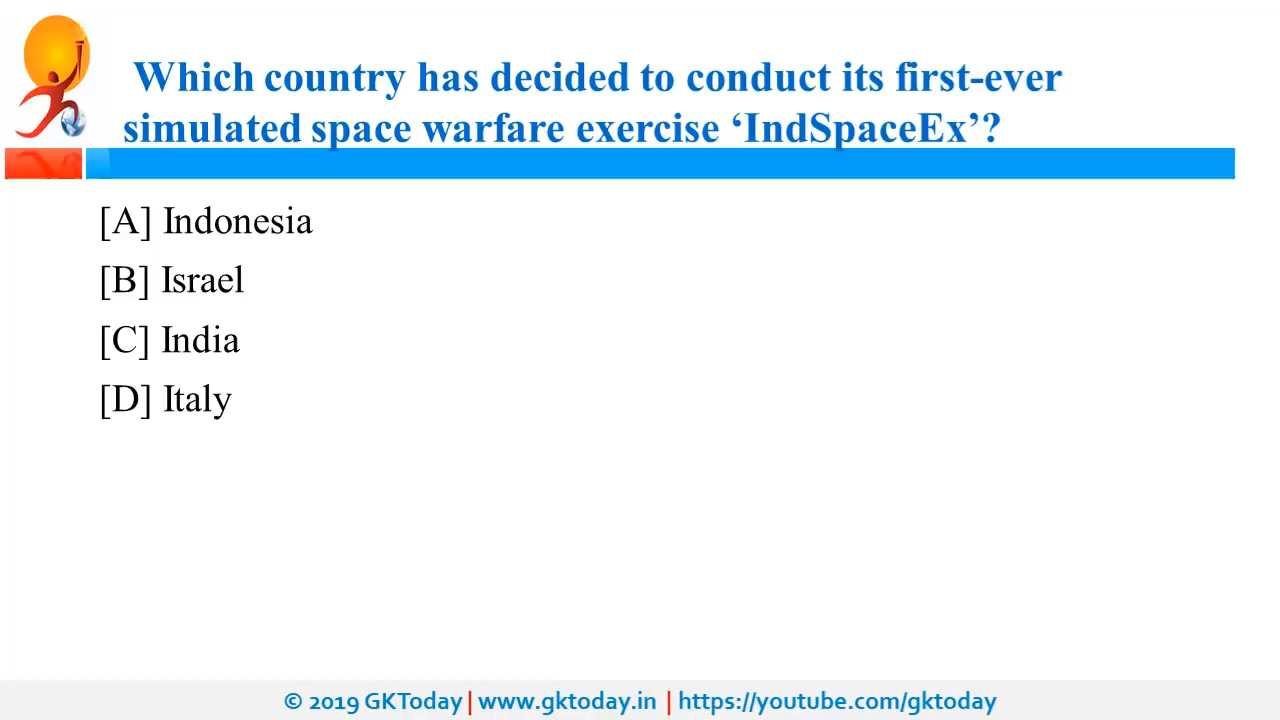 Which country has decided to conduct its first-ever
simulated space warfare exercise ‘IndSpaceEx’?
[A] Indonesia
[B] Israel
[C] India
[D] Italy
© 2019 GKToday | www.gktoday.in | https://youtube.com/gktoday